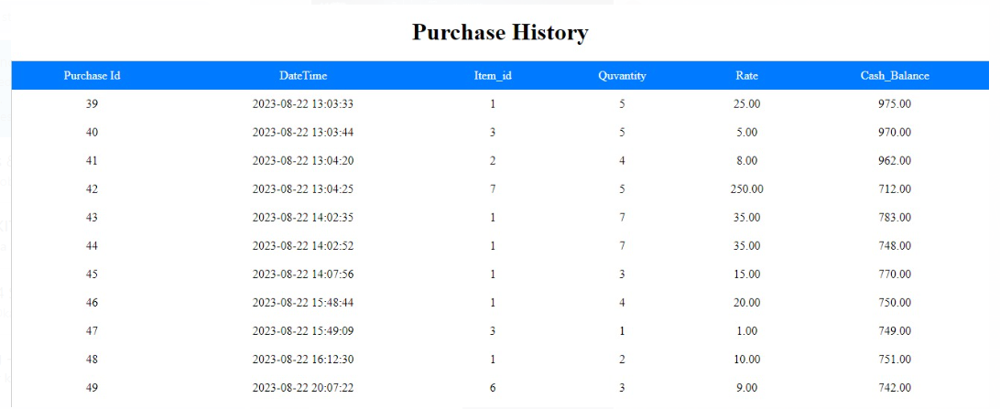 Purchase History
Purchase Id DateTime Item_id Quvantity Rate Cash_Balance
39 2023-08-22 13:03:33 1 5 25.00 975.00
40 2023-08-22 13:03:44 3 5 5.00 970.00
41 2023-08-22 13:04:20 2 4 8.00 962.00
42 2023-08-22 13:04:25 7 5 250.00 712.00
43 2023-08-22 14:02:35 1 7 35.00 783.00
44 2023-08-22 14:02:52 1 7 35.00 748.00
45 2023-08-22 14:07:56 1 3 15.00 770.00
46 2023-08-22 15:48:44 1 4 20.00 750.00
47 2023-08-22 15:49:09 3 1 1.00 749.00
48 2023-08-22 16:12:30 1 2 10.00 751.00
49 2023-08-22 20:07:22 6 3 9.00 742.00